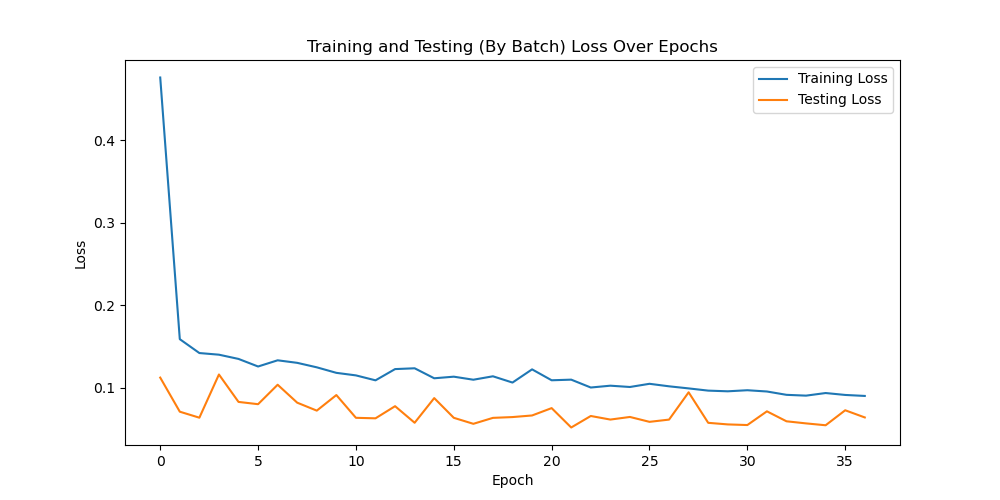 Training and Testing (By Batch) Loss Over Epochs
Training Loss
Testing Loss
0.4
0.3
0.2
0.1
Loss
0 5 10 15 20 25 30 35
Epoch